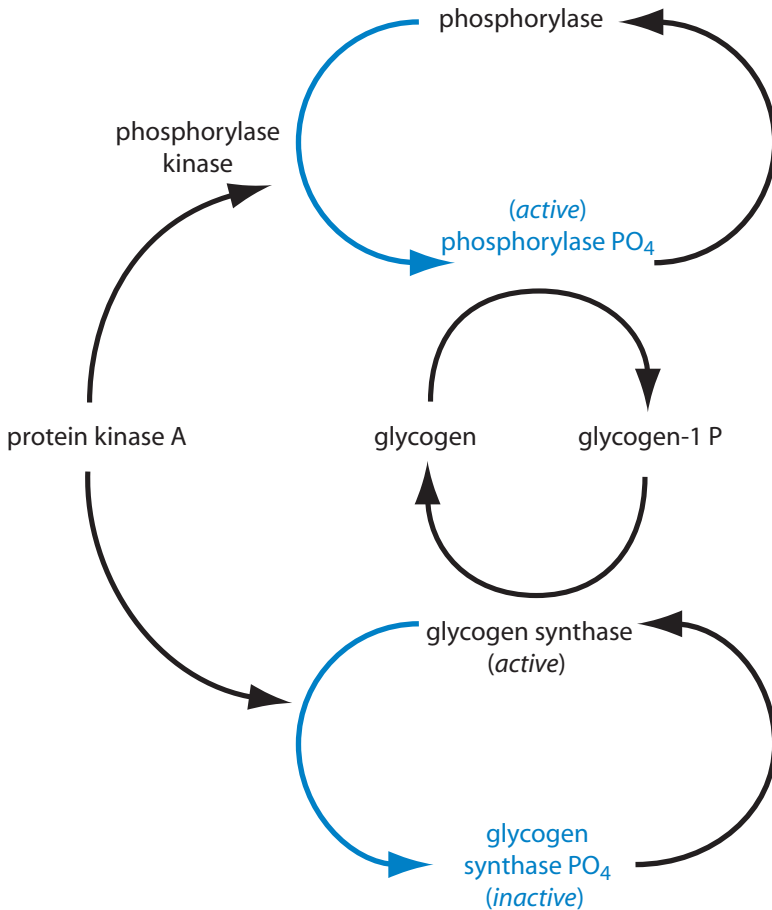 phosphorylase
phosphorylase
kinase
(active)
phosphorylase PO₄
protein kinase A
glycogen
glycogen-1 P
glycogen synthase
(active)
glycogen
synthase PO₄
(inactive)